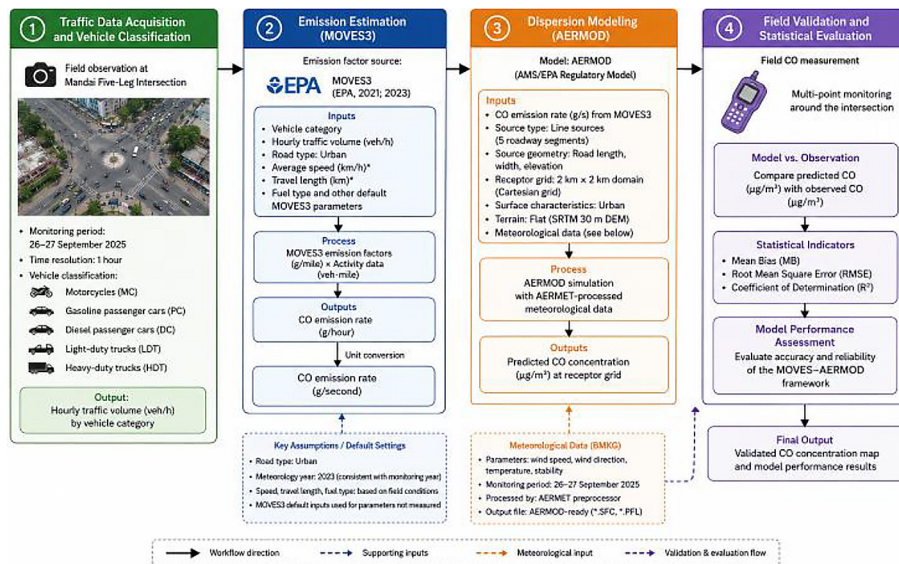 1
Traffic Data Acquisition
and Vehicle Classification
Field observation at
Mandai Five-Leg Intersection
• Monitoring period:
26–27 September 2025
• Time resolution: 1 hour
• Vehicle classification:
Motorcycles (MC)
Gasoline passenger cars (PC)
Diesel passenger cars (DC)
Light-duty trucks (LDT)
Heavy-duty trucks (HDT)
Output:
Hourly traffic volume (veh/h)
by vehicle category
2
Emission Estimation
(MOVES3)
Emission factor source:
EPA
MOVES3
(EPA, 2021; 2023)
Inputs
• Vehicle category
• Hourly traffic volume (veh/h)
• Road type: Urban
• Average speed (km/h)*
• Travel length (km)*
• Fuel type and other default
MOVES3 parameters
Process
MOVES3 emission factors
(g/mile) × Activity data
(veh-mile)
Outputs
CO emission rate
(g/hour)
Unit conversion
CO emission rate
(g/second)
Key Assumptions / Default Settings
• Road type: Urban
• Meteorology year: 2023 (consistent with monitoring year)
• Speed, travel length, fuel type: based on field conditions
• MOVES3 default inputs used for parameters not measured
3
Dispersion Modeling
(AERMOD)
Model: AERMOD
(AMS/EPA Regulatory Model)
Inputs
• CO emission rate (g/s) from MOVES3
• Source type: Line sources
(5 roadway segments)
• Source geometry: Road length,
width, elevation
• Receptor grid: 2 km × 2 km domain
(Cartesian grid)
• Surface characteristics: Urban
• Terrain: Flat (SRTM 30 m DEM)
• Meteorological data (see below)
Process
AERMOD simulation
with AERMET-processed
meteorological data
Outputs
Predicted CO concentration
(µg/m³) at receptor grid
Meteorological Data (BMKG)
• Parameters: wind speed, wind direction,
temperature, stability
• Monitoring period: 26–27 September 2025
• Processed by: AERMET preprocessor
• Output file: AERMOD-ready (*.SFC, *.PFL)
4
Field Validation and
Statistical Evaluation
Field CO measurement
Multi-point monitoring
around the intersection
Model vs. Observation
Compare predicted CO
(µg/m³) with observed CO
(µg/m³)
Statistical Indicators
• Mean Bias (MB)
• Root Mean Square Error (RMSE)
• Coefficient of Determination (R²)
Model Performance
Assessment
Evaluate accuracy and reliability
of the MOVES–AERMOD
framework
Final Output
Validated CO concentration map
and model performance results
Workflow direction
Supporting inputs
Meteorological input
Validation & evaluation flow